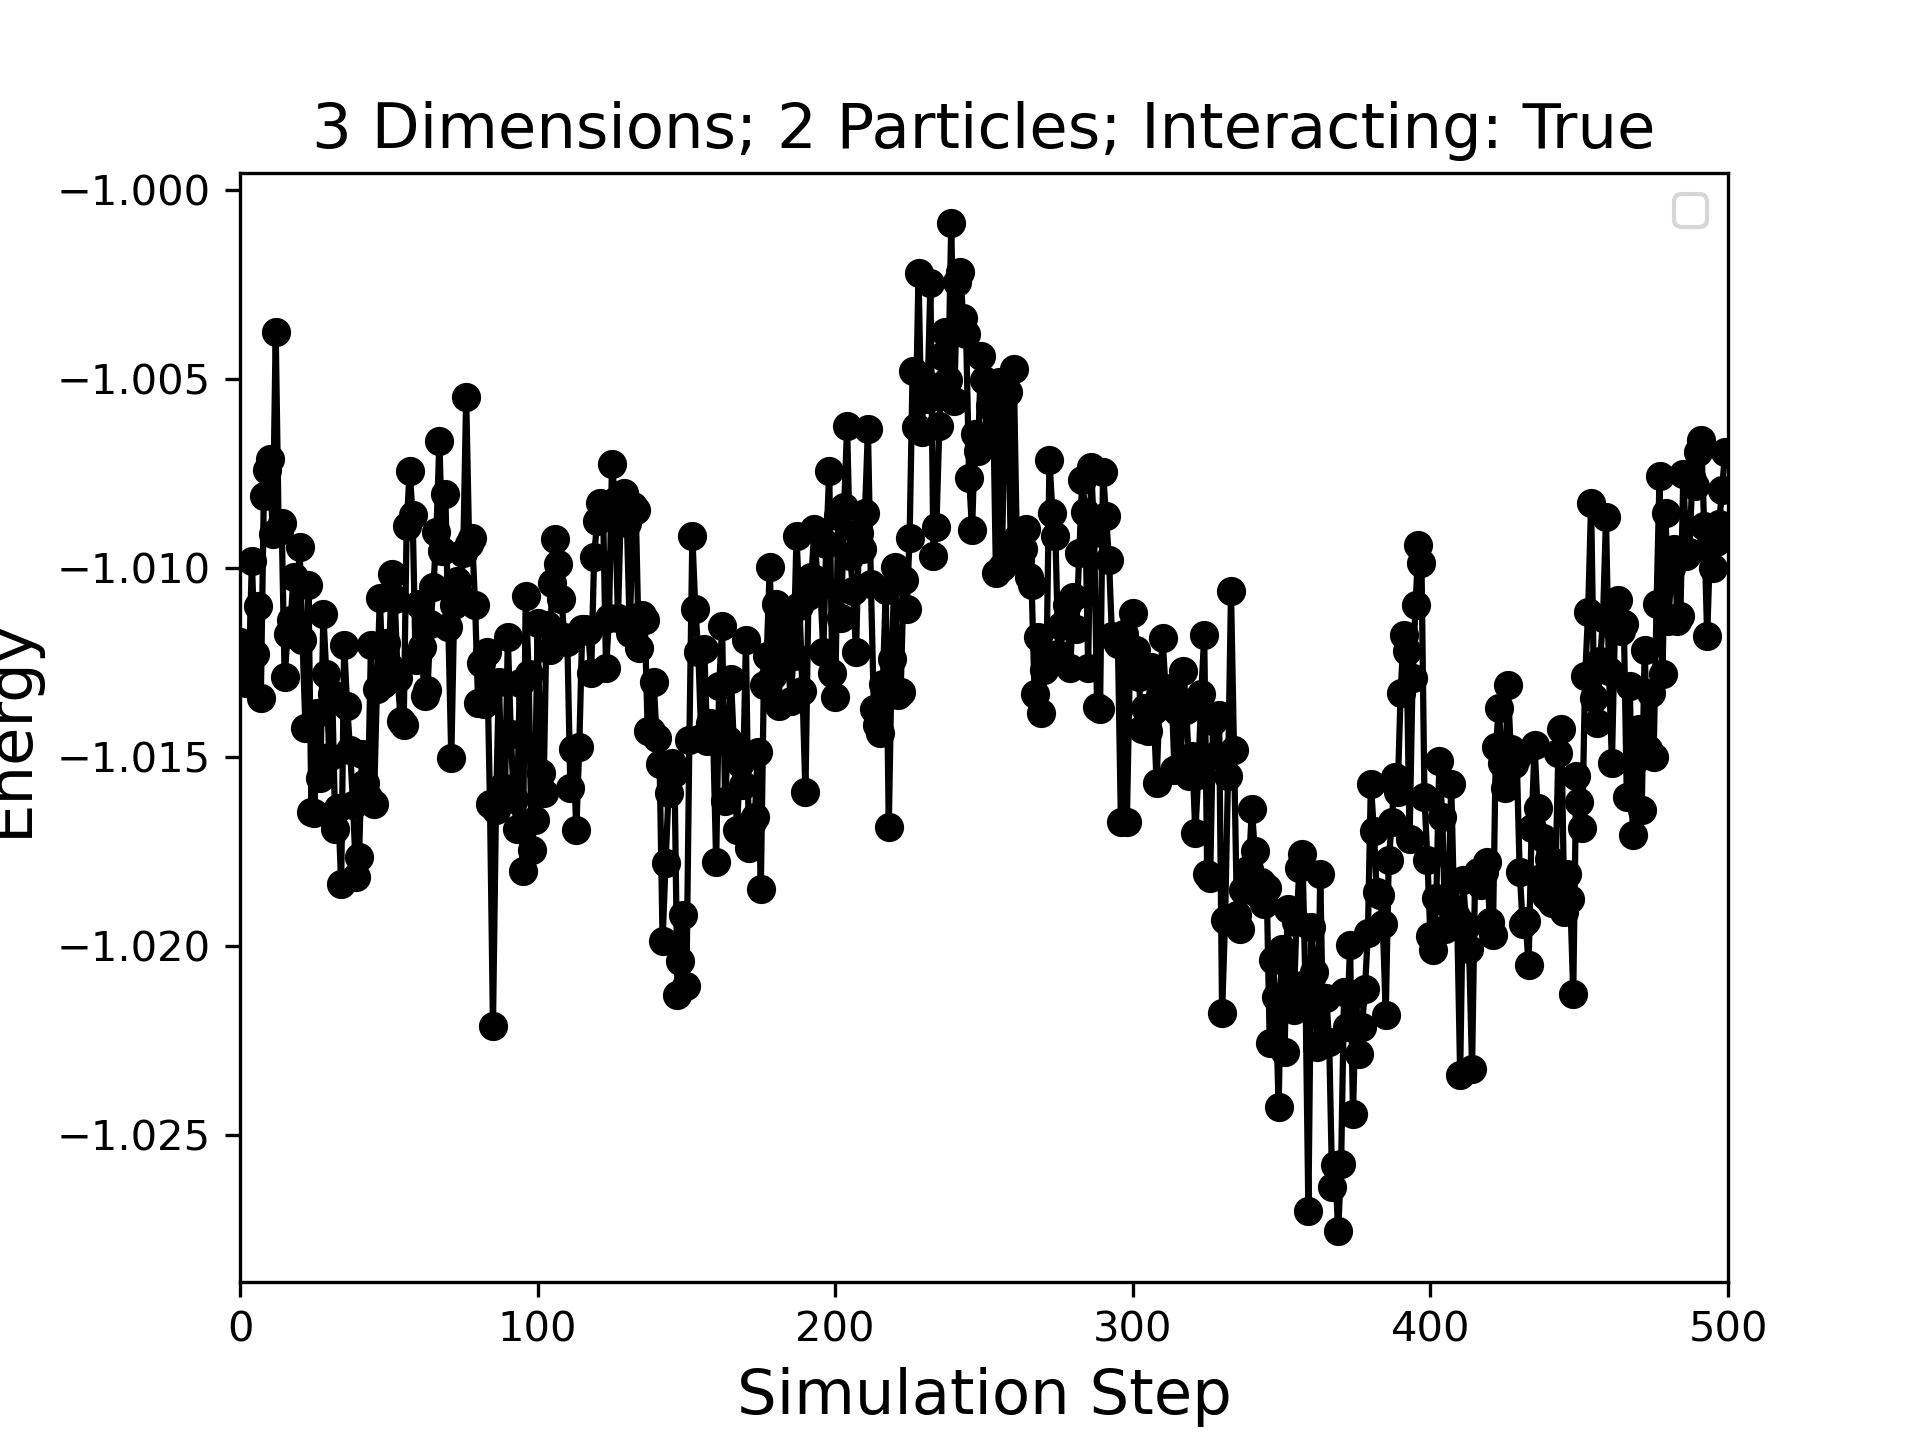 3 Dimensions; 2 Particles; Interacting: True
−1.000
−1.005
−1.010
−1.015
−1.020
−1.025
Energy
0 100 200 300 400 500
Simulation Step